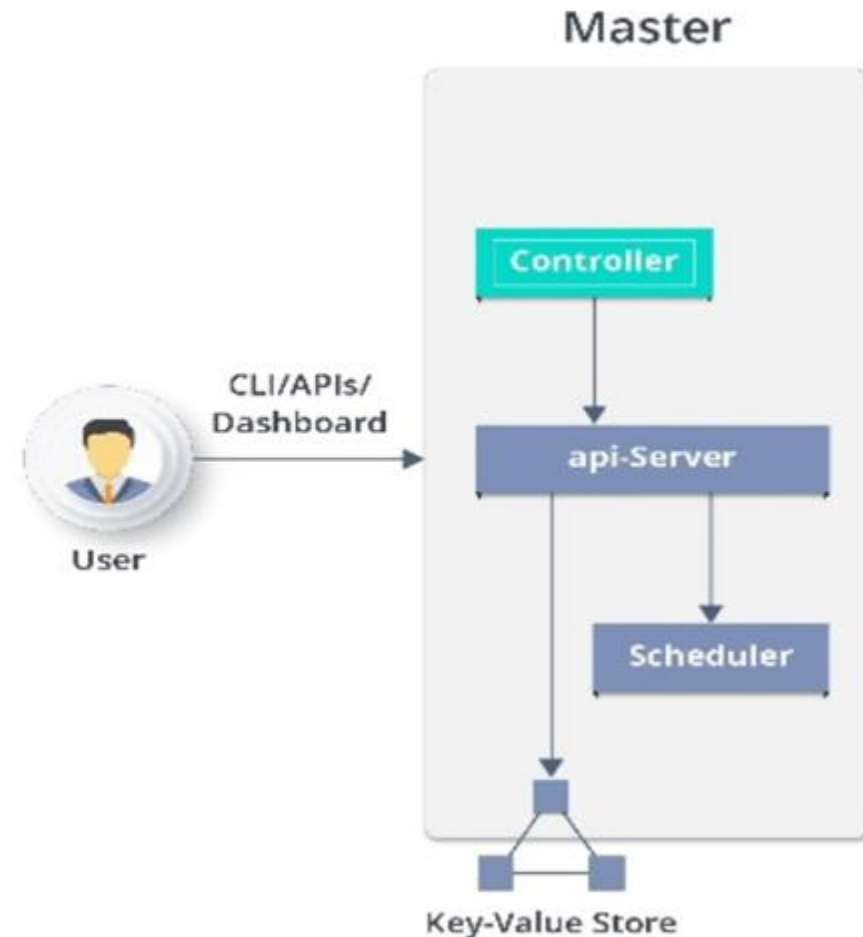 Master
Controller
CLI/APIs/
Dashboard
api-Server
User
Scheduler
Key-Value Store